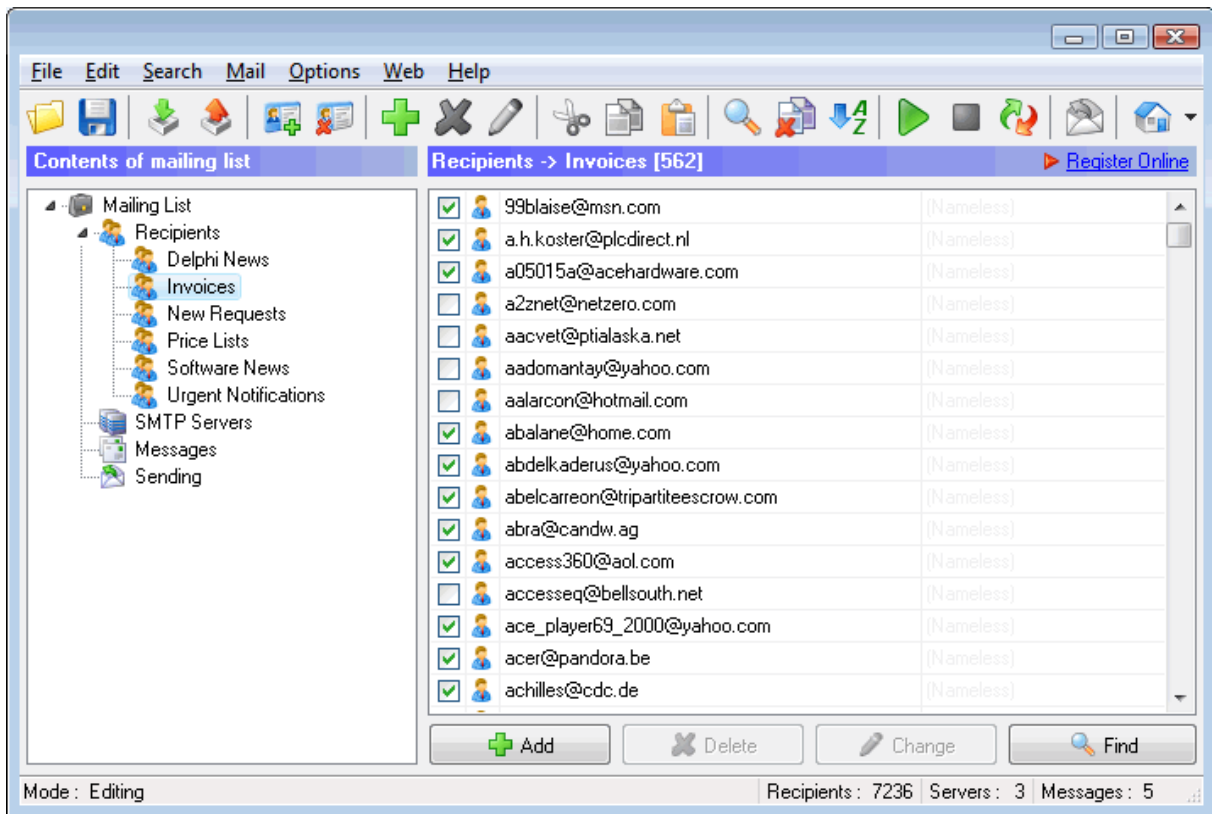 File Edit Search Mail Options Web Help
Contents of mailing list
Recipients -> Invoices [562]
Register Online
Mailing List
Recipients
Delphi News
Invoices
New Requests
Price Lists
Software News
Urgent Notifications
SMTP Servers
Messages
Sending
99blaise@msn.com (Nameless)
a.h.koster@plcdirect.nl (Nameless)
a05015a@acehardware.com (Nameless)
a2znet@netzero.com (Nameless)
aacvet@ptialaska.net (Nameless)
aadomantay@yahoo.com (Nameless)
aalarcon@hotmail.com (Nameless)
abalane@home.com (Nameless)
abdelkaderus@yahoo.com (Nameless)
abelcarreon@tripartiteescrow.com (Nameless)
abra@candw.ag (Nameless)
access360@aol.com (Nameless)
accesseq@bellsouth.net (Nameless)
ace_player69_2000@yahoo.com (Nameless)
acer@pandora.be (Nameless)
achilles@cdc.de (Nameless)
Add Delete Change Find
Mode : Editing Recipients : 7236 Servers : 3 Messages : 5